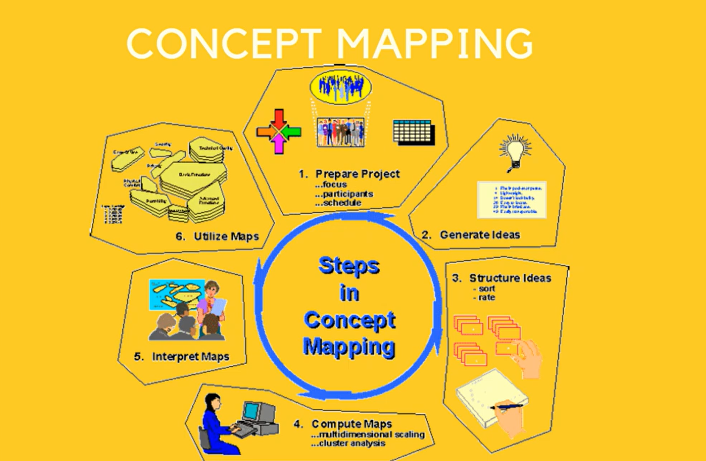 CONCEPT MAPPING
1. Prepare Project
...focus
...participants
...schedule
2. Generate Ideas
3. Structure Ideas
- sort
- rate
4. Compute Maps
...multidimensional scaling
...cluster analysis
5. Interpret Maps
6. Utilize Maps
Steps
in
Concept
Mapping